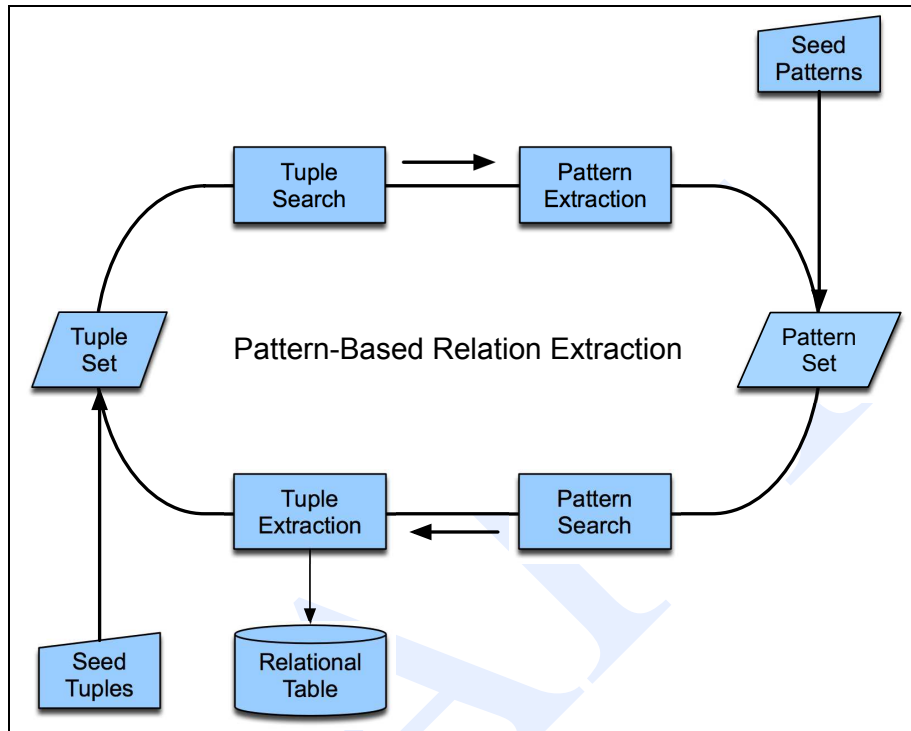 Seed
Patterns
Tuple
Search
Pattern
Extraction
Tuple
Set
Pattern-Based Relation Extraction
Pattern
Set
Tuple
Extraction
Pattern
Search
Seed
Tuples
Relational
Table